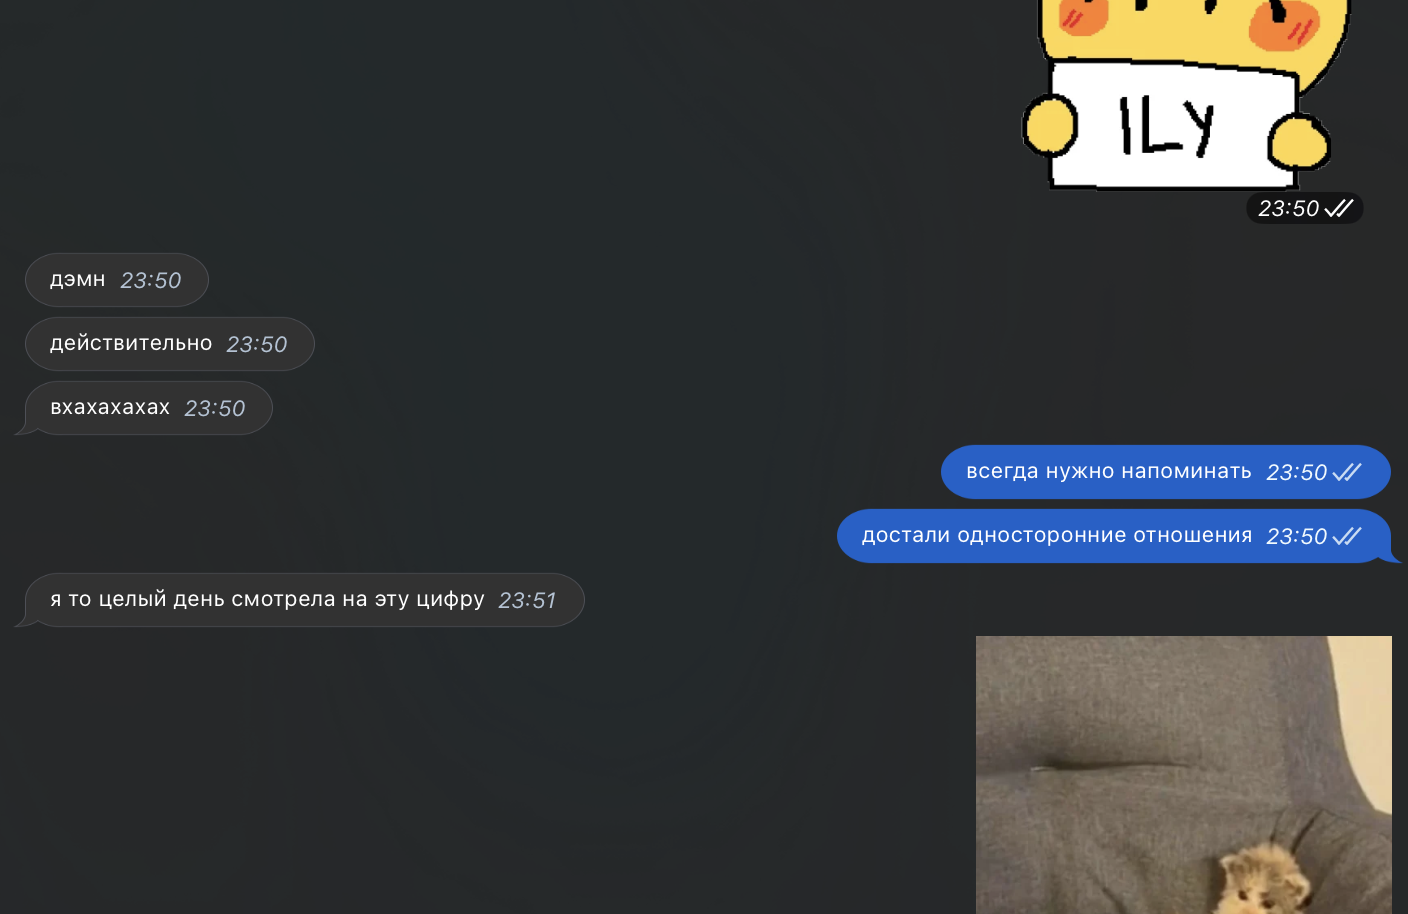 ILY
23:50
дэмн 23:50
действительно 23:50
вхахахахах 23:50
всегда нужно напоминать 23:50
достали односторонние отношения 23:50
я то целый день смотрела на эту цифру 23:51